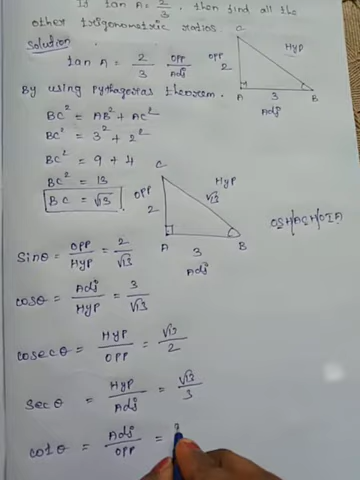 If tan A = 2/3, then find all the
other trigonometric ratios.
Solution
tan A = 2/3 Opp/Adj
C
Opp
2
Hyp
A
3
B
Adj
By using pythagoras theorem.
BC² = AB² + AC²
BC² = 3² + 2²
BC² = 9 + 4
BC² = 13
BC = √13
C
Opp
2
Hyp
√13
A
3
B
Adj
OSH/ACH/OTA
Sinθ = Opp/Hyp = 2/√13
cosθ = Adj/Hyp = 3/√13
cosecθ = Hyp/Opp = √13/2
Secθ = Hyp/Adj = √13/3
cotθ = Adj/Opp =